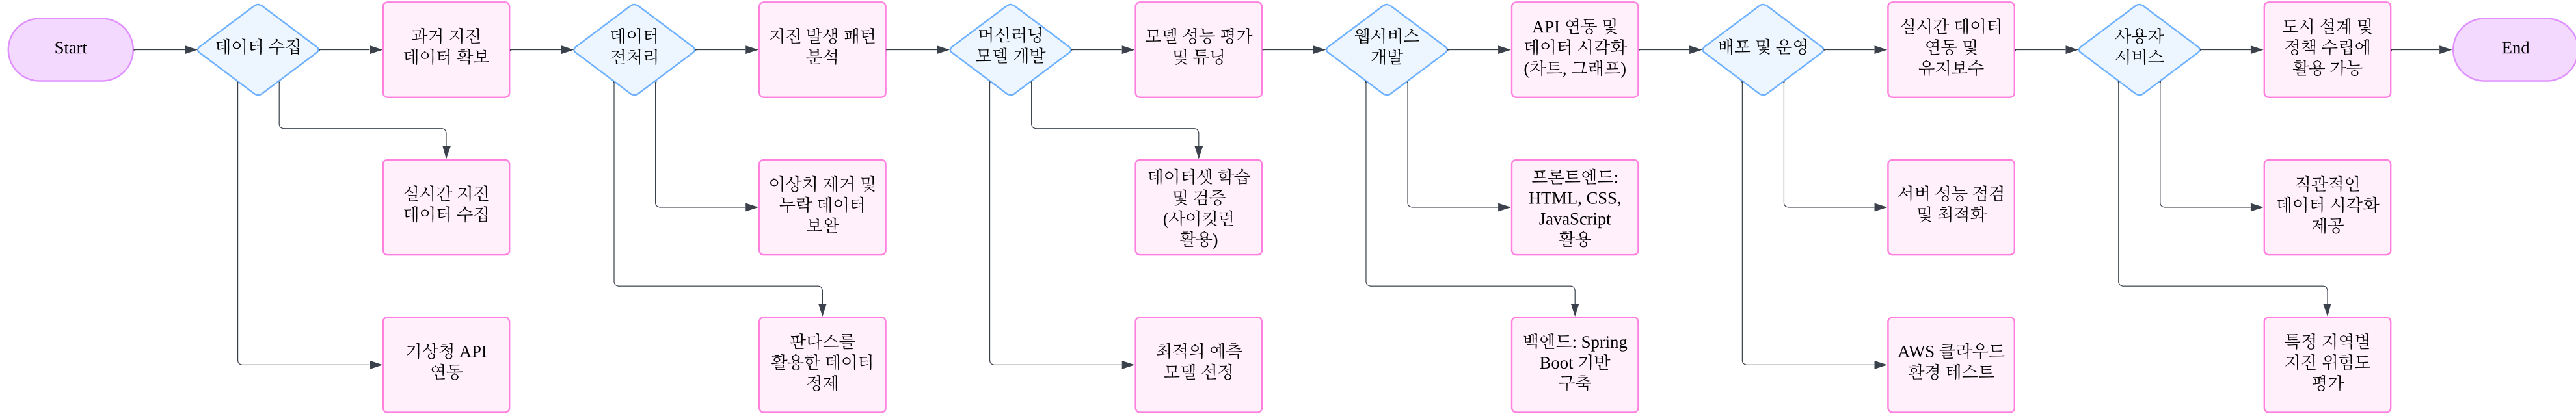 Start
데이터 수집
과거 지진
데이터 확보
데이터
전처리
지진 발생 패턴
분석
머신러닝
모델 개발
모델 성능 평가
및 튜닝
웹서비스
개발
API 연동 및
데이터 시각화
(차트, 그래프)
배포 및 운영
실시간 데이터
연동 및
유지보수
사용자
서비스
도시 설계 및
정책 수립에
활용 가능
End
실시간 지진
데이터 수집
이상치 제거 및
누락 데이터
보완
데이터셋 학습
및 검증
(사이킷런
활용)
프론트엔드:
HTML, CSS,
JavaScript
활용
서버 성능 점검
및 최적화
직관적인
데이터 시각화
제공
기상청 API
연동
판다스를
활용한 데이터
정제
최적의 예측
모델 선정
백엔드: Spring
Boot 기반
구축
AWS 클라우드
환경 테스트
특정 지역별
지진 위험도
평가